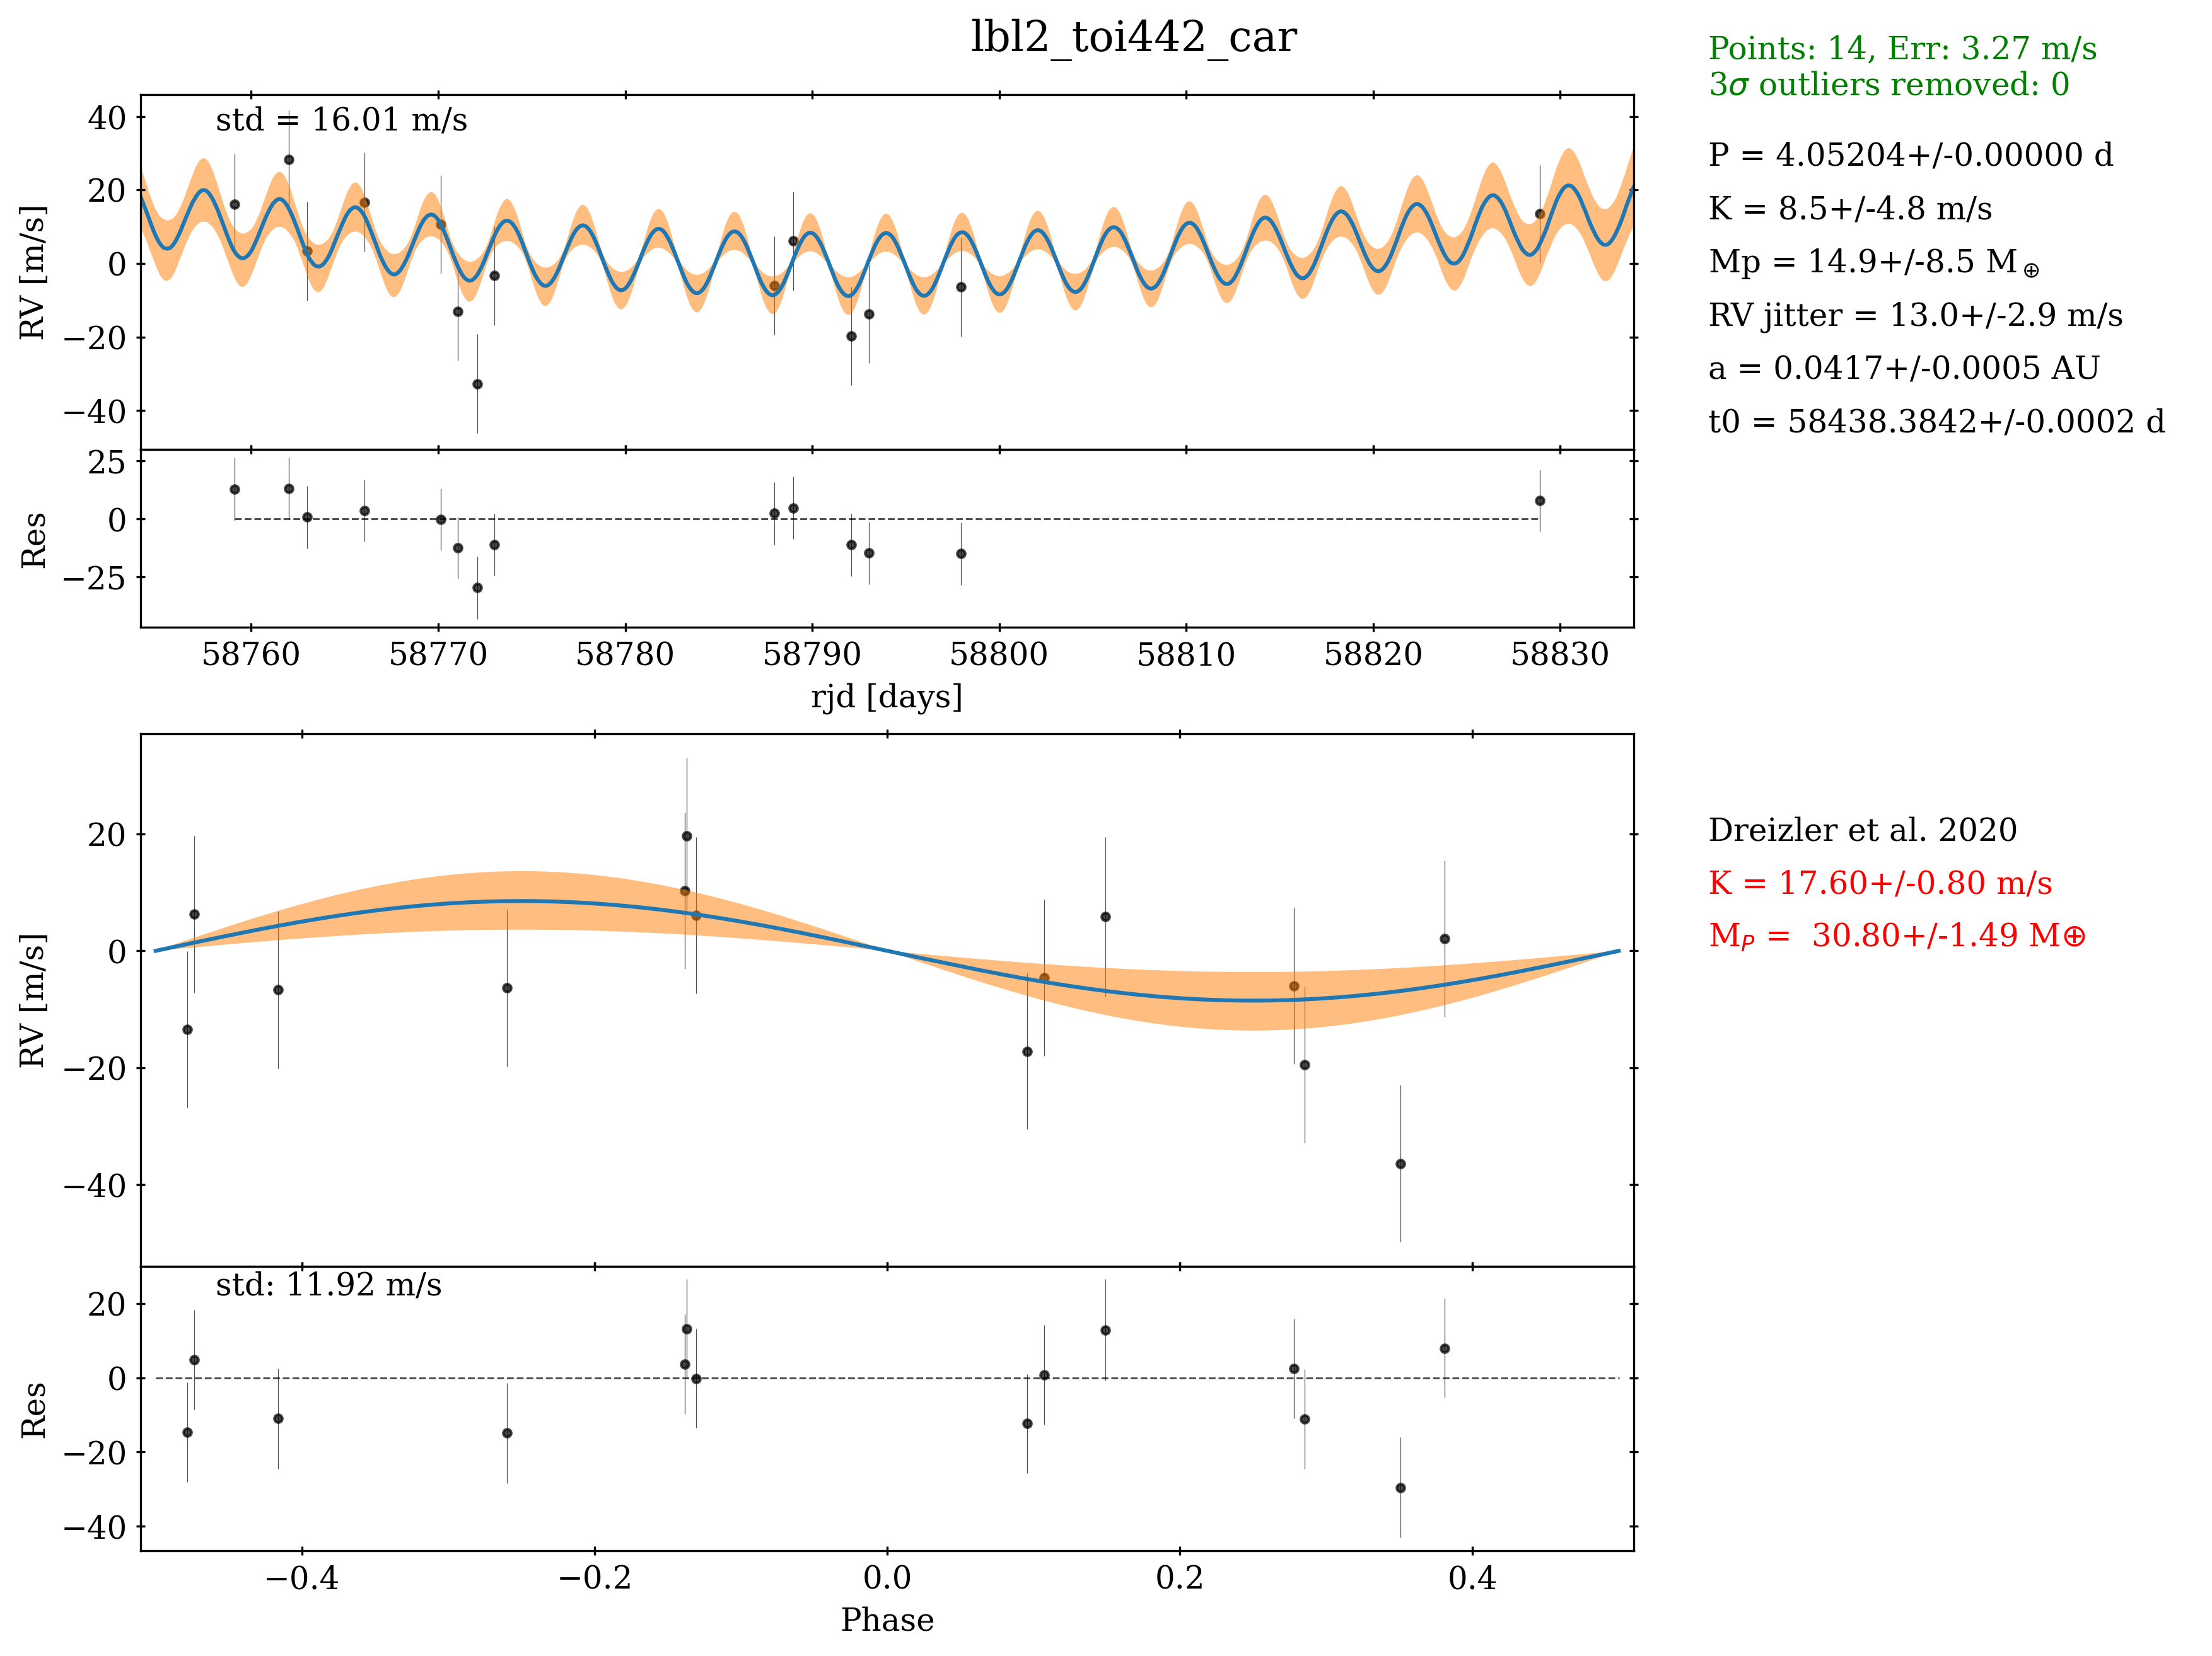 lbl2_toi442_car
Points: 14, Err: 3.27 m/s
3σ outliers removed: 0
std = 16.01 m/s
40
20
0
−20
−40
RV [m/s]
P = 4.05204+/-0.00000 d
K = 8.5+/-4.8 m/s
Mp = 14.9+/-8.5 M⊕
RV jitter = 13.0+/-2.9 m/s
a = 0.0417+/-0.0005 AU
t0 = 58438.3842+/-0.0002 d
25
0
−25
Res
58760 58770 58780 58790 58800 58810 58820 58830
rjd [days]
20
0
−20
−40
RV [m/s]
Dreizler et al. 2020
K = 17.60+/-0.80 m/s
MP = 30.80+/-1.49 M⊕
std: 11.92 m/s
20
0
−20
−40
Res
−0.4 −0.2 0.0 0.2 0.4
Phase